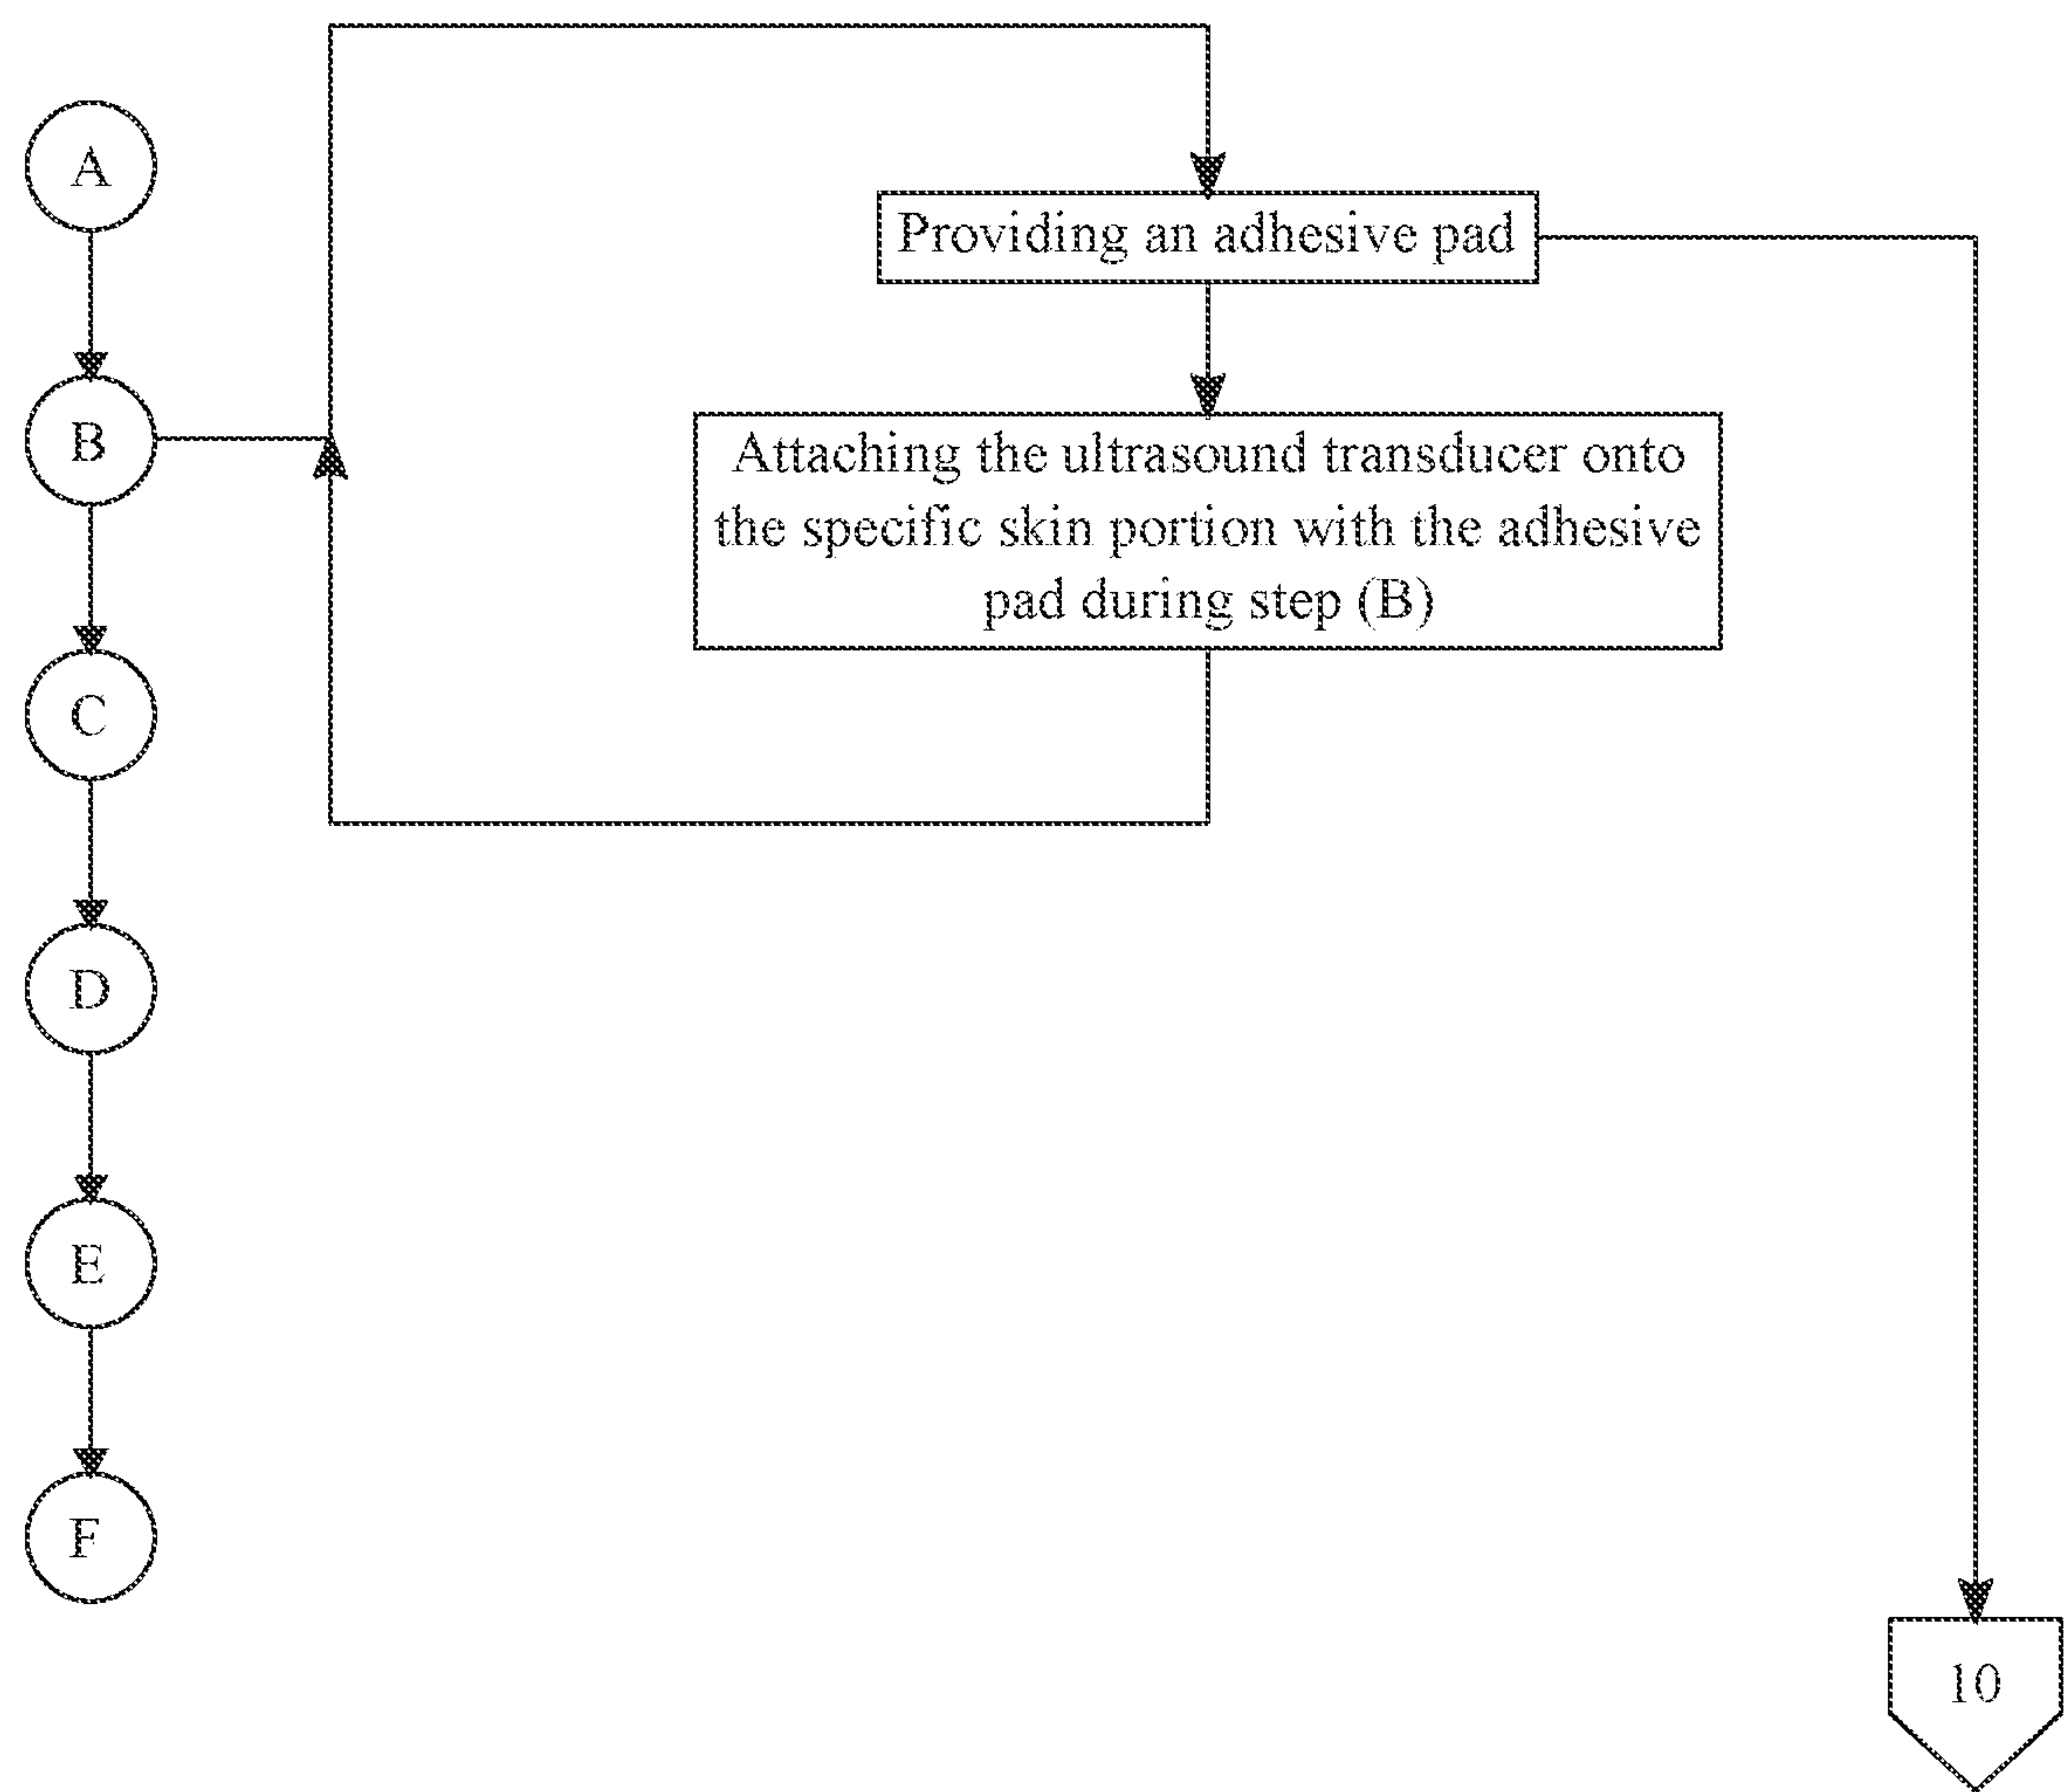 A
Providing an adhesive pad
B
Attaching the ultrasound transducer onto
the specific skin portion with the adhesive
pad during step (B)
C
D
E
F
10